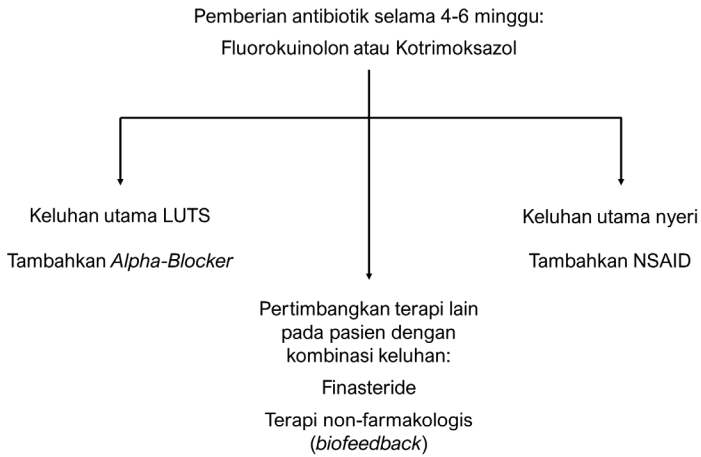 Pemberian antibiotik selama 4-6 minggu:
Fluorokuinolon atau Kotrimoksazol
Keluhan utama LUTS
Tambahkan Alpha-Blocker
Keluhan utama nyeri
Tambahkan NSAID
Pertimbangkan terapi lain
pada pasien dengan
kombinasi keluhan:
Finasteride
Terapi non-farmakologis
(biofeedback)